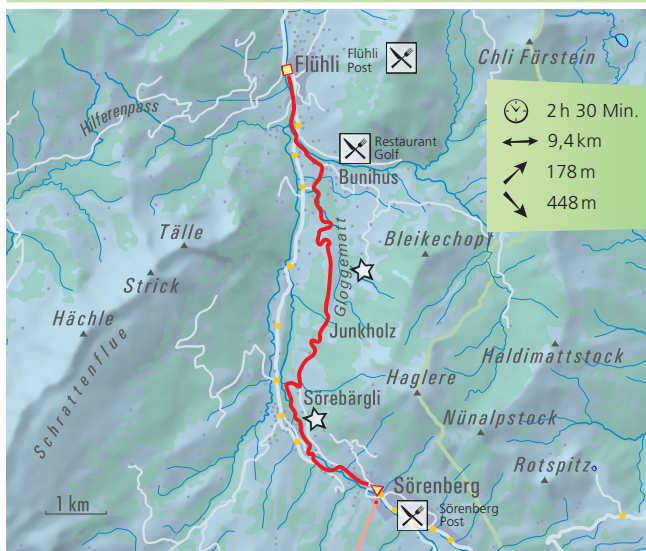 Flühli
Flühli
Post
Chli Fürstein
Hilferenpass
2 h 30 Min.
9,4 km
178 m
448 m
Restaurant
Golf
Bunihus
Tälle
Bleikechopf
Gloggematt
Strick
Hächle
Schrattenflue
Junkholz
Haldimattstock
Haglere
Sörebärgli
Nünalpstock
Rotspitz
Sörenberg
1 km
Sörenberg
Post